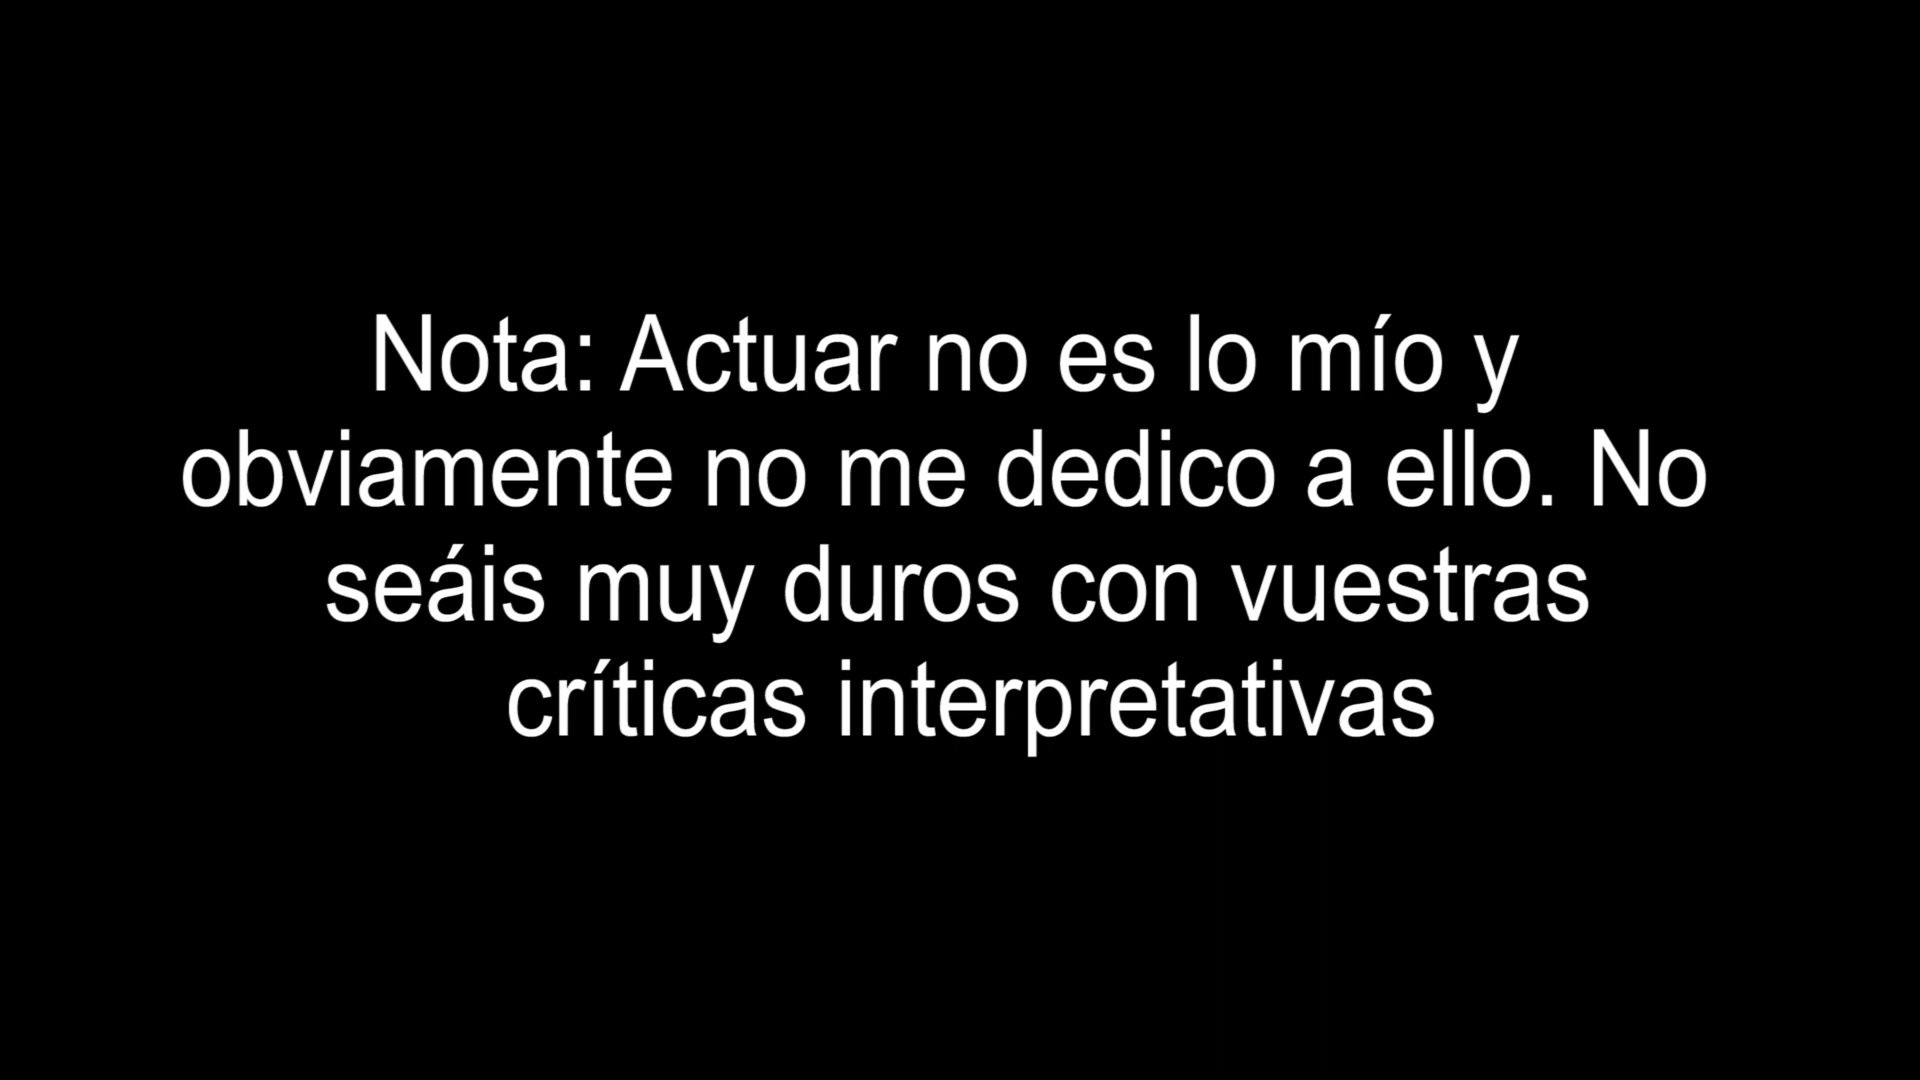 Nota: Actuar no es lo mío y
obviamente no me dedico a ello. No
seáis muy duros con vuestras
críticas interpretativas